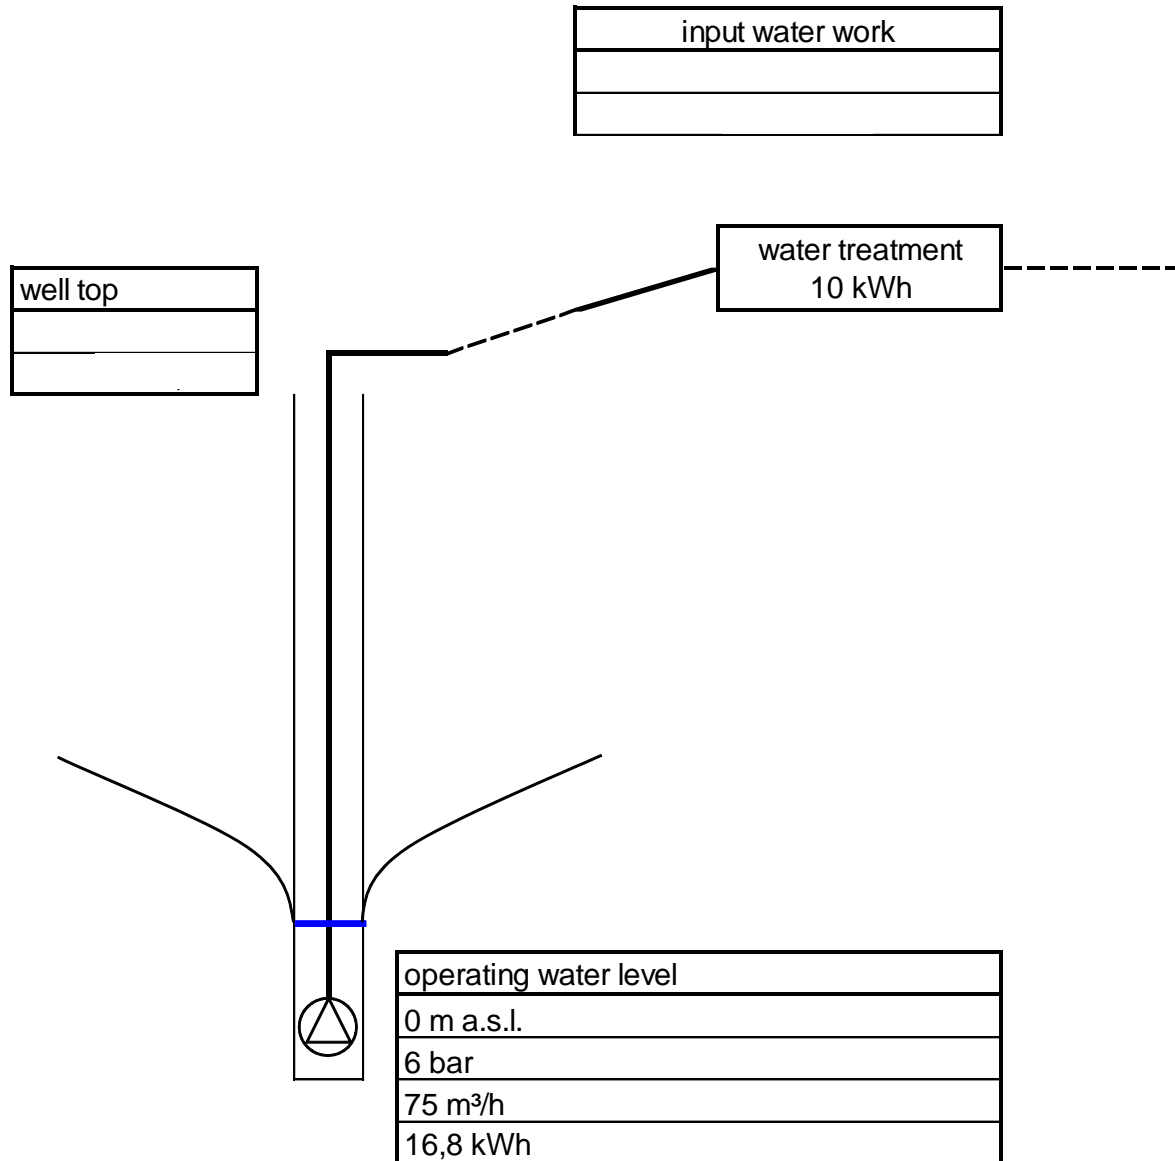 input water work
water treatment
10 kWh
well top
operating water level
0 m a.s.l.
6 bar
75 m³/h
16,8 kWh